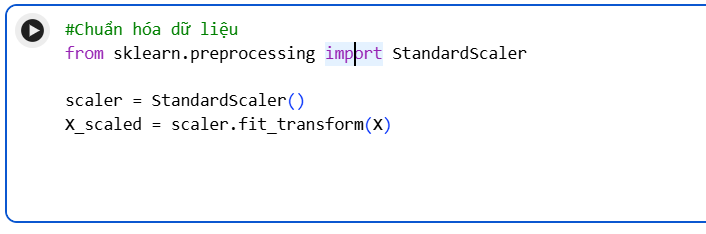 #Chuẩn hóa dữ liệu
from sklearn.preprocessing import StandardScaler
scaler = StandardScaler()
X_scaled = scaler.fit_transform(X)